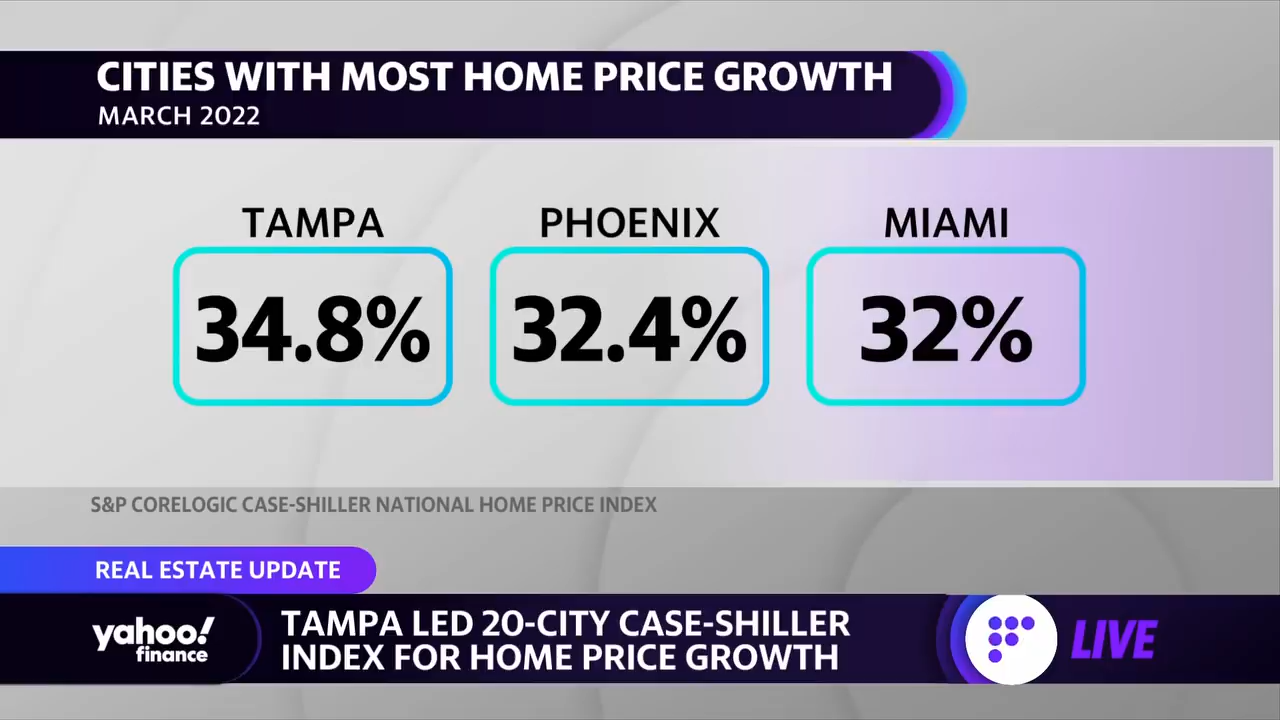 CITIES WITH MOST HOME PRICE GROWTH
MARCH 2022
TAMPA
PHOENIX
MIAMI
34.8%
32.4%
32%
S&P CORELOGIC CASE-SHILLER NATIONAL HOME PRICE INDEX
REAL ESTATE UPDATE
yahoo!
finance
TAMPA LED 20-CITY CASE-SHILLER
INDEX FOR HOME PRICE GROWTH
LIVE